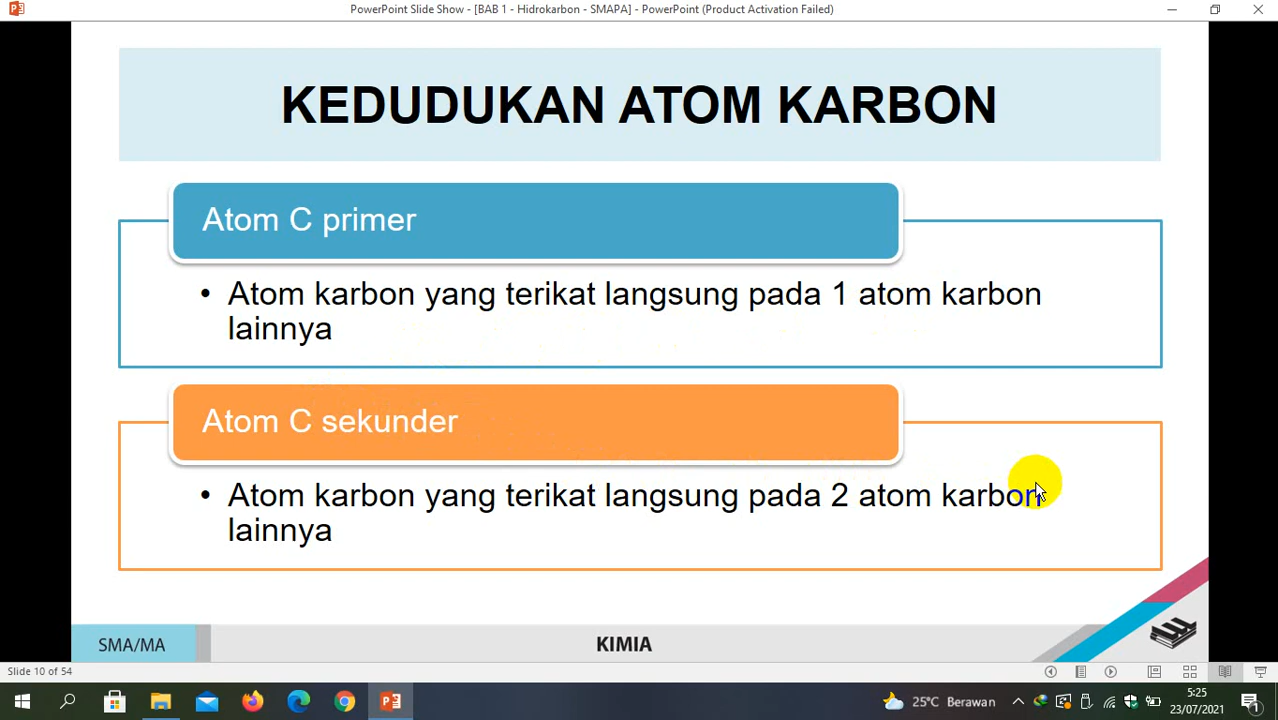 PowerPoint Slide Show - [BAB 1 - Hidrokarbon - SMAPA] - PowerPoint (Product Activation Failed)
KEDUDUKAN ATOM KARBON
Atom C primer
• Atom karbon yang terikat langsung pada 1 atom karbon
lainnya
Atom C sekunder
• Atom karbon yang terikat langsung pada 2 atom karbon
lainnya
SMA/MA
KIMIA
Slide 10 of 54
25°C Berawan
5:25
23/07/2021
1